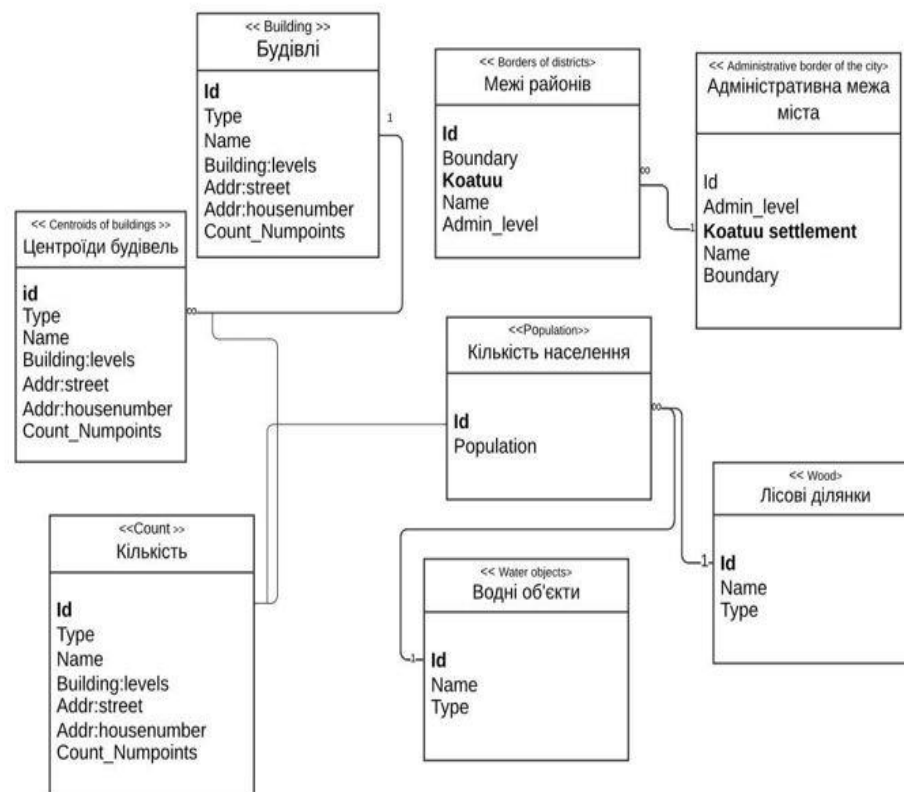 << Building >>
Будівлі
Id
Type
Name
Building:levels
Addr:street
Addr:housenumber
Count_Numpoints
1
<< Borders of districts>
Межі районів
Id
Boundary
Koatuu
Name
Admin_level
∞
<< Administrative border of the city>
Адміністративна межа
міста
Id
Admin_level
Koatuu settlement
Name
Boundary
1
<< Centroids of buildings >>
Центроїди будівель
id
Type
Name
Building:levels
Addr:street
Addr:housenumber
Count_Numpoints
∞
<<Population>>
Кількість населення
Id
Population
∞
<< Wood>
Лісові ділянки
Id
Name
Type
1
<<Count >>
Кількість
Id
Type
Name
Building:levels
Addr:street
Addr:housenumber
Count_Numpoints
<< Water objects>
Водні об'єкти
Id
Name
Type
1